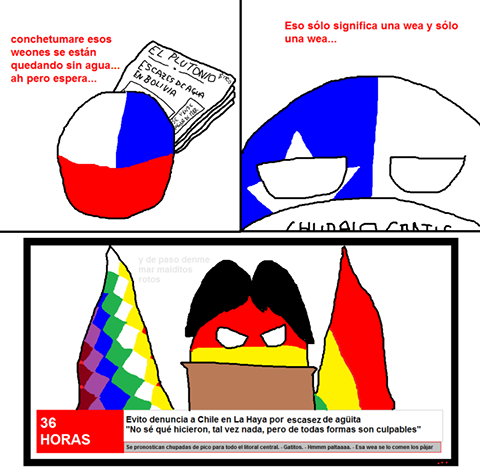 conchetumare esos
weones se están
quedando sin agua...
ah pero espera...
EL PLUTONIO
ESCAZES DE AGUA
EN BOLIVIA
Eso sólo significa una wea y sólo
una wea...
CHUPALO GRATIS
y de paso denme
mar malditos
rotos
36
HORAS
Evito denuncia a Chile en La Haya por escasez de agüita
"No sé qué hicieron, tal vez nada, pero de todas formas son culpables"
Se pronostican chupadas de pico para todo el litoral central. - Gatitos. - Hmmm paltaaaa. - Esa wea se lo comen los pájar